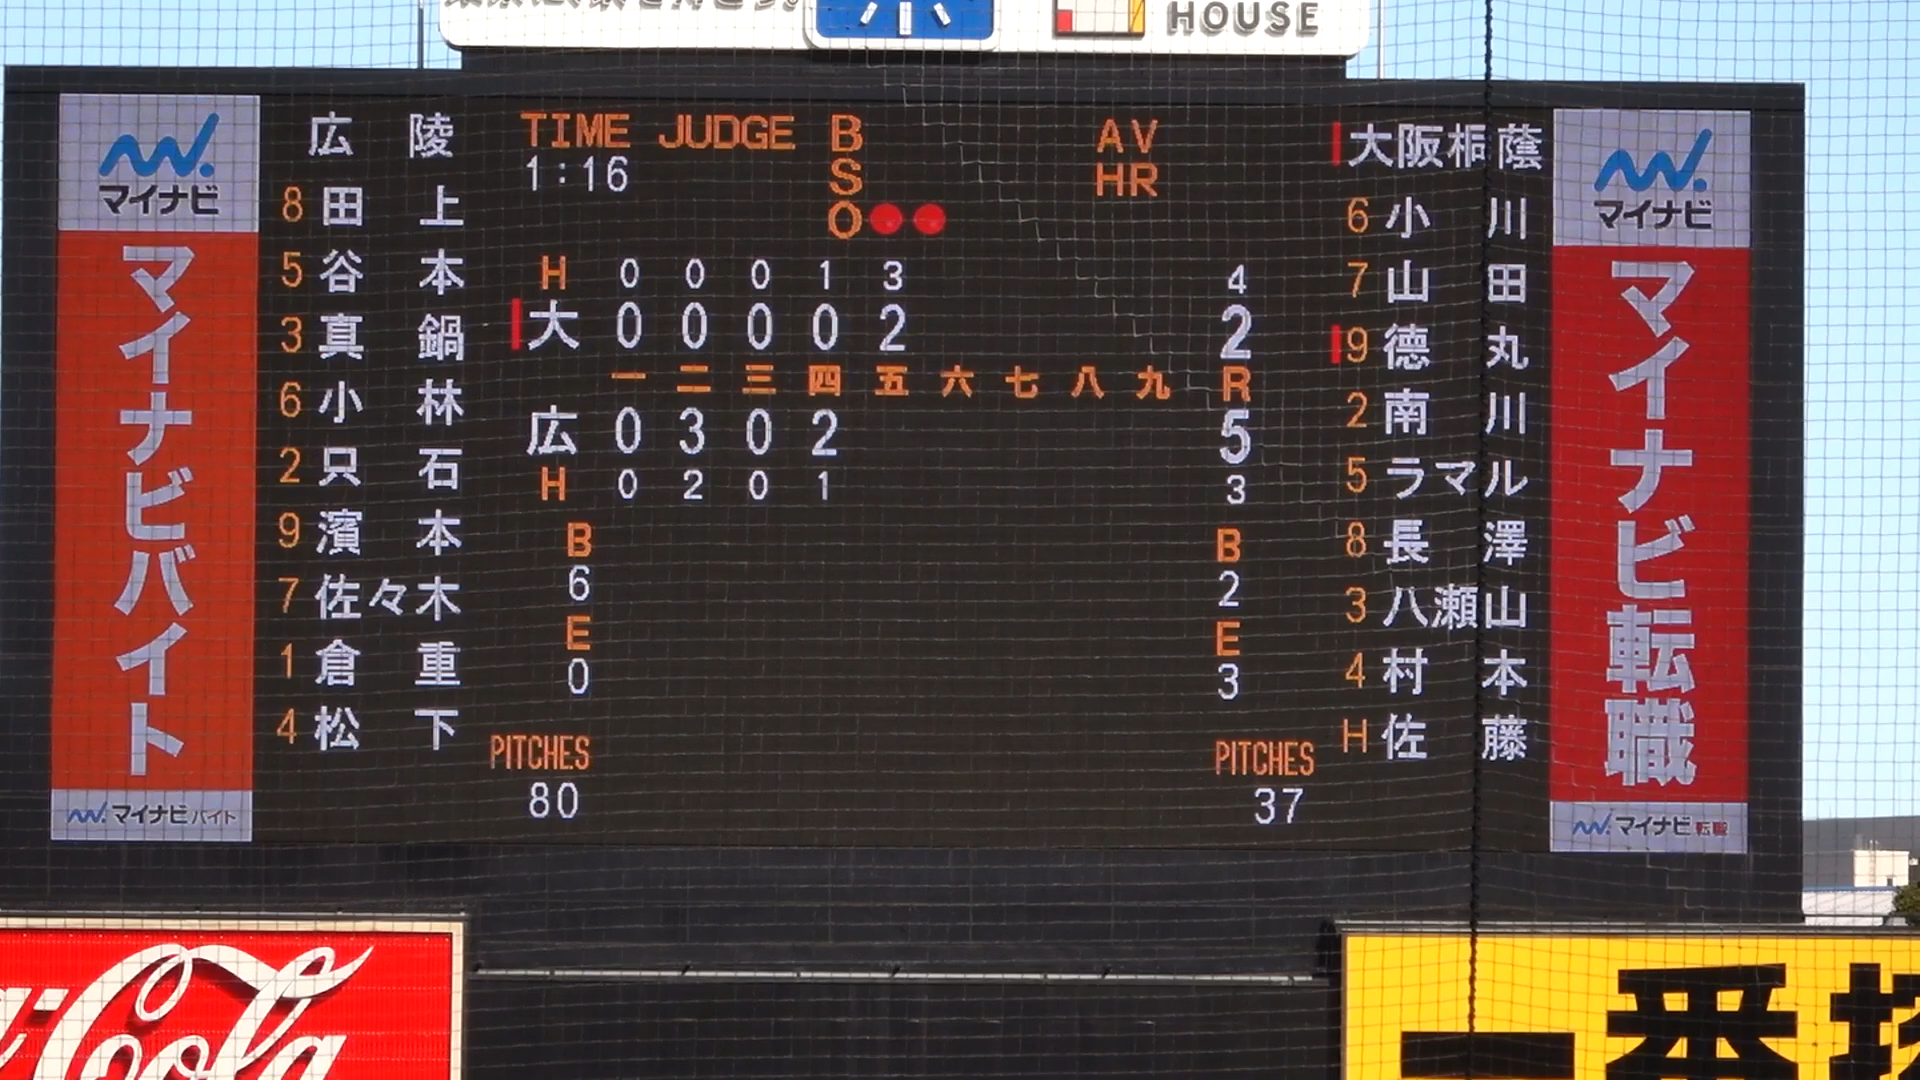 HOUSE
マイナビ
マイナビバイト
マイナビバイト
広陵
8 田上
5 谷本
3 真鍋
6 小林
2 只石
9 濱本
7 佐々木
1 倉重
4 松下
TIME JUDGE B AV
1:16 S HR
O
H 0 0 0 1 3 4
大 0 0 0 0 2 2
一 二 三 四 五 六 七 八 九 R
広 0 3 0 2 5
H 0 2 0 1 3
B B
6 2
E E
0 3
PITCHES PITCHES
80 37
大阪桐蔭
6 小川
7 山田
9 徳丸
2 南川
5 ラマル
8 長澤
3 八瀬山
4 村本
H 佐藤
マイナビ
マイナビ転職
マイナビ転職
Cola
一番